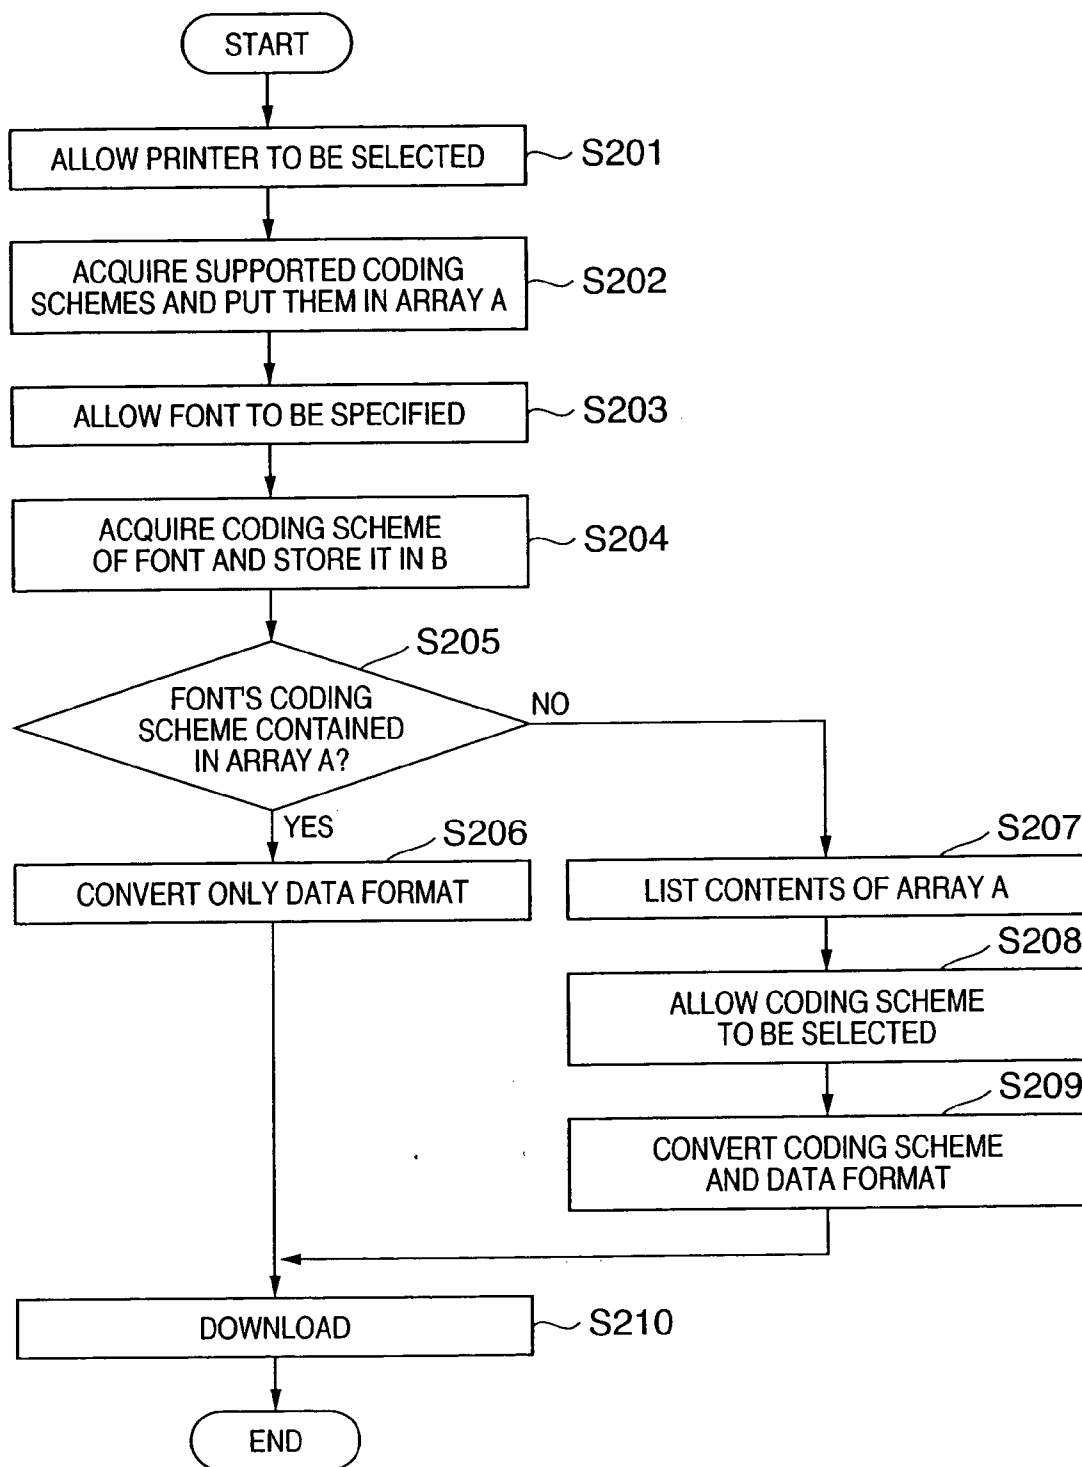 START
ALLOW PRINTER TO BE SELECTED
S201
ACQUIRE SUPPORTED CODING
SCHEMES AND PUT THEM IN ARRAY A
S202
ALLOW FONT TO BE SPECIFIED
S203
ACQUIRE CODING SCHEME
OF FONT AND STORE IT IN B
S204
S205
FONT'S CODING
SCHEME CONTAINED
IN ARRAY A?
NO
YES
S206
CONVERT ONLY DATA FORMAT
S207
LIST CONTENTS OF ARRAY A
S208
ALLOW CODING SCHEME
TO BE SELECTED
S209
CONVERT CODING SCHEME
AND DATA FORMAT
DOWNLOAD
S210
END